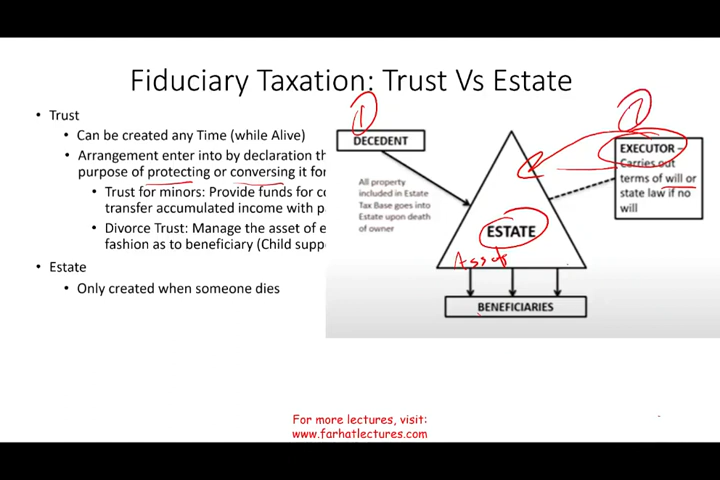 Fiduciary Taxation: Trust Vs Estate
• Trust
• Can be created any Time (while Alive)
• Arrangement enter into by declaration th
purpose of protecting or conversing it for
• Trust for minors: Provide funds for co
transfer accumulated income with p
• Divorce Trust: Manage the asset of e
fashion as to beneficiary (Child supp
• Estate
• Only created when someone dies
1
DECEDENT
All property
included in Estate
Tax Base goes into
Estate upon death
of owner
ESTATE
Asset
BENEFICIARIES
2
EXECUTOR –
Carries out
terms of will or
state law if no
will
For more lectures, visit:
www.farhatlectures.com